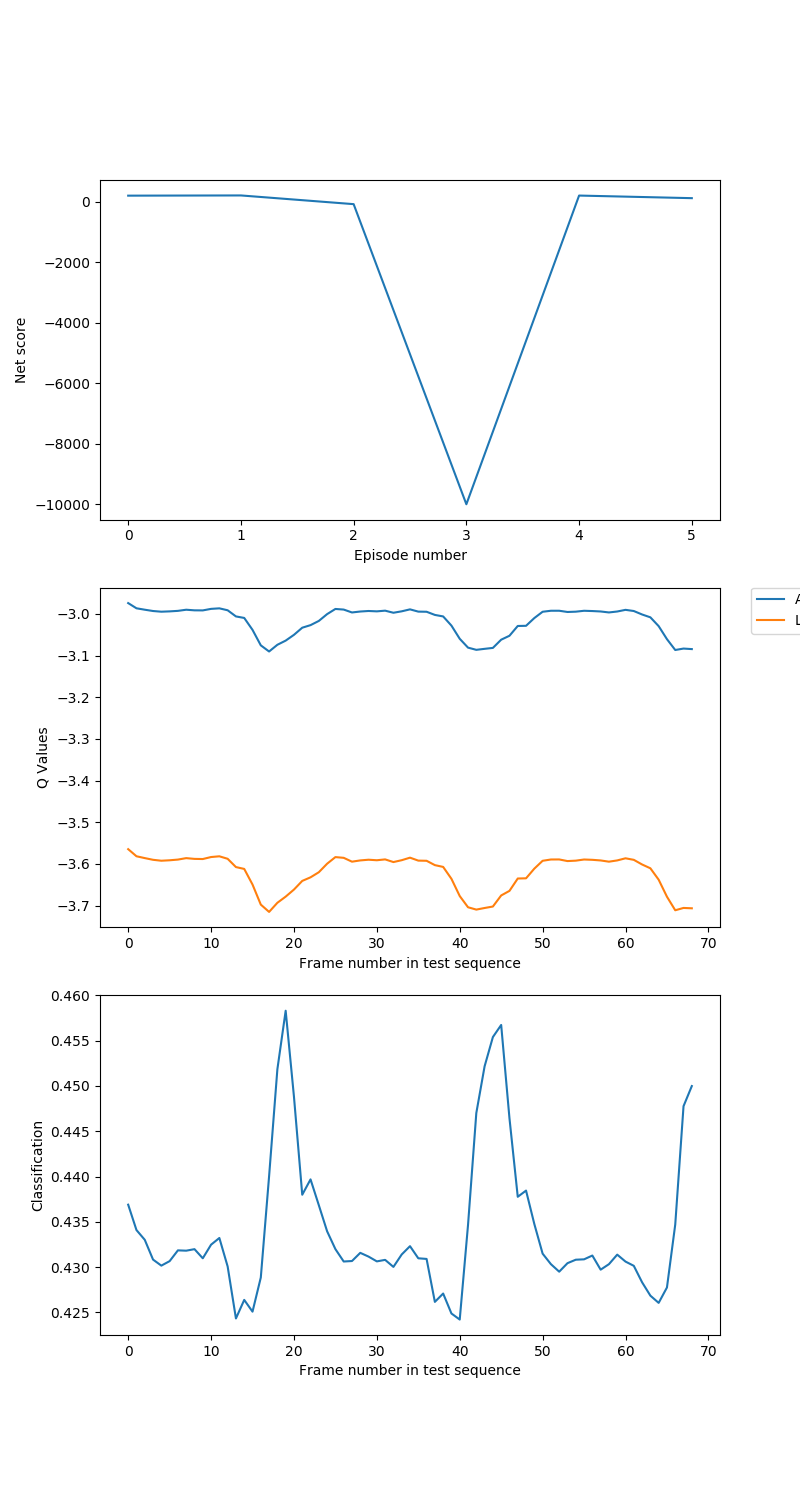 0
−2000
−4000
−6000
−8000
−10000
Net score
0 1 2 3 4 5
Episode number
−3.0
−3.1
−3.2
−3.3
−3.4
−3.5
−3.6
−3.7
Q Values
0 10 20 30 40 50 60 70
Frame number in test sequence
0.460
0.455
0.450
0.445
0.440
0.435
0.430
0.425
Classification
0 10 20 30 40 50 60 70
Frame number in test sequence